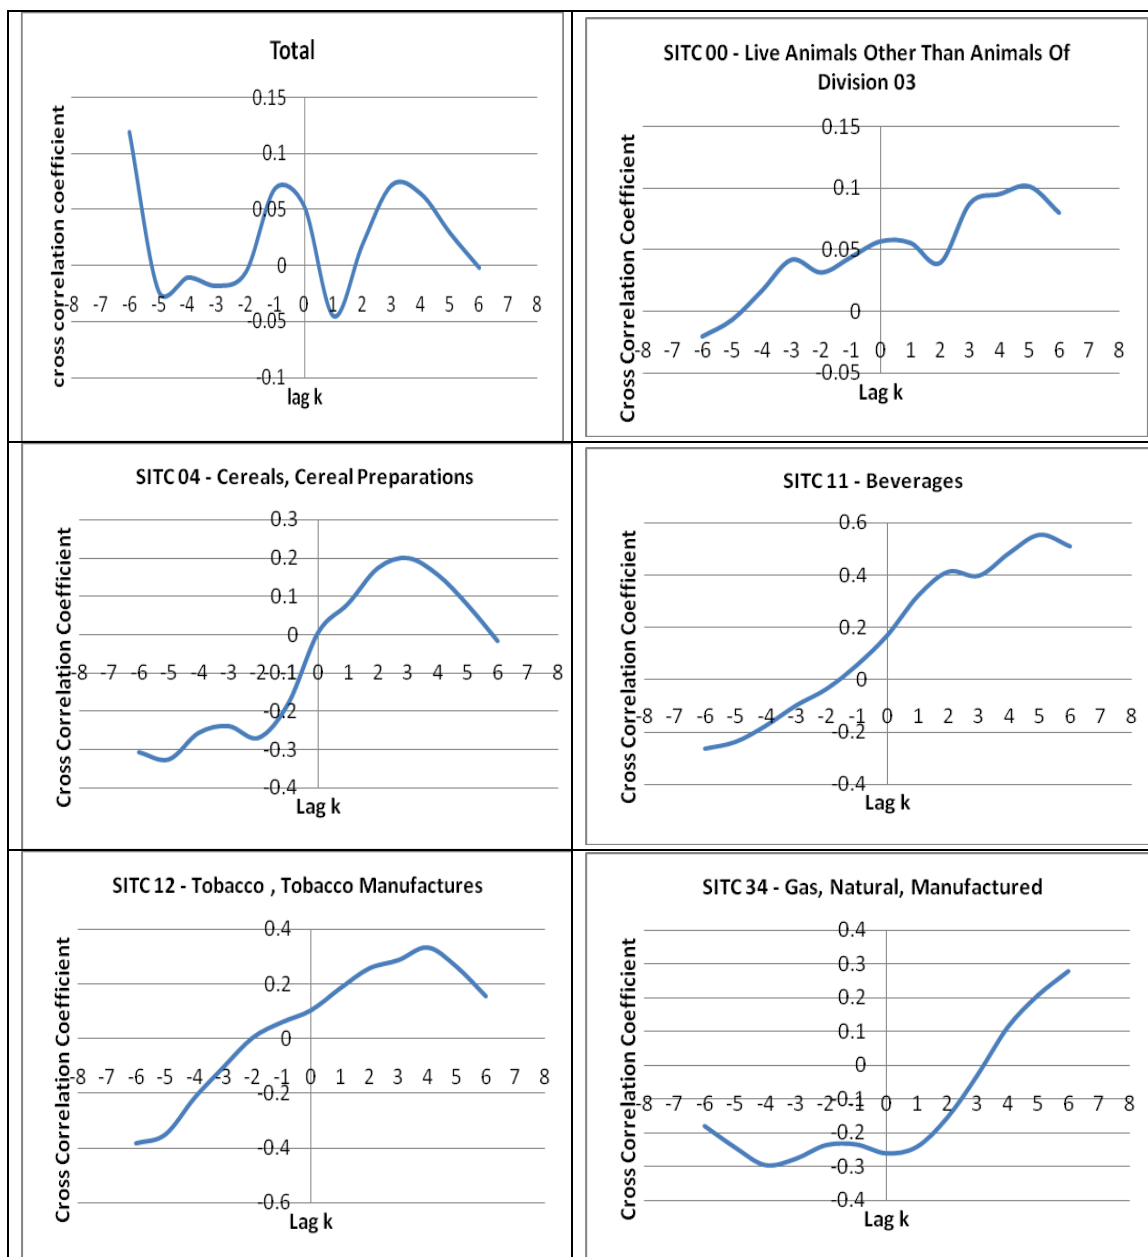 Total
cross correlation coefficient
0.15
0.1
0.05
0
-0.05
-0.1
-8 -7 -6 -5 -4 -3 -2 -1 0 1 2 3 4 5 6 7 8
lag k
SITC 00 - Live Animals Other Than Animals Of
Division 03
Cross Correlation Coefficient
0.15
0.1
0.05
0
-0.05
-8 -7 -6 -5 -4 -3 -2 -1 0 1 2 3 4 5 6 7 8
Lag k
SITC 04 - Cereals, Cereal Preparations
Cross Correlation Coefficient
0.3
0.2
0.1
0
-0.1
-0.2
-0.3
-0.4
-8 -7 -6 -5 -4 -3 -2 -1 0 1 2 3 4 5 6 7 8
Lag k
SITC 11 - Beverages
Cross Correlation Coefficient
0.6
0.4
0.2
0
-0.2
-0.4
-8 -7 -6 -5 -4 -3 -2 -1 0 1 2 3 4 5 6 7 8
Lag k
SITC 12 - Tobacco , Tobacco Manufactures
Cross Correlation Coefficient
0.4
0.2
0
-0.2
-0.4
-0.6
-8 -7 -6 -5 -4 -3 -2 -1 0 1 2 3 4 5 6 7 8
Lag k
SITC 34 - Gas, Natural, Manufactured
Cross Correlation Coefficient
0.4
0.3
0.2
0.1
0
-0.1
-0.2
-0.3
-0.4
-8 -7 -6 -5 -4 -3 -2 -1 0 1 2 3 4 5 6 7 8
Lag k